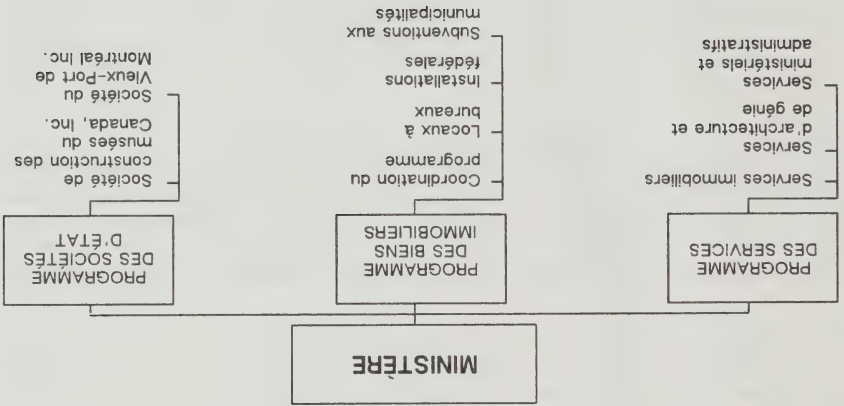 MINISTÈRE
PROGRAMME
DES SERVICES
Services immobiliers
Services
d'architecture et
de génie
Services
ministériels et
administratifs
PROGRAMME
DES BIENS
IMMOBILIERS
Coordination du
programme
Locaux à
bureaux
Installations
fédérales
Subventions aux
municipalités
PROGRAMME
DES SOCIÉTÉS
D'ÉTAT
Société de
construction des
musées du
Canada, Inc.
Société du
Vieux-Port de
Montréal Inc.